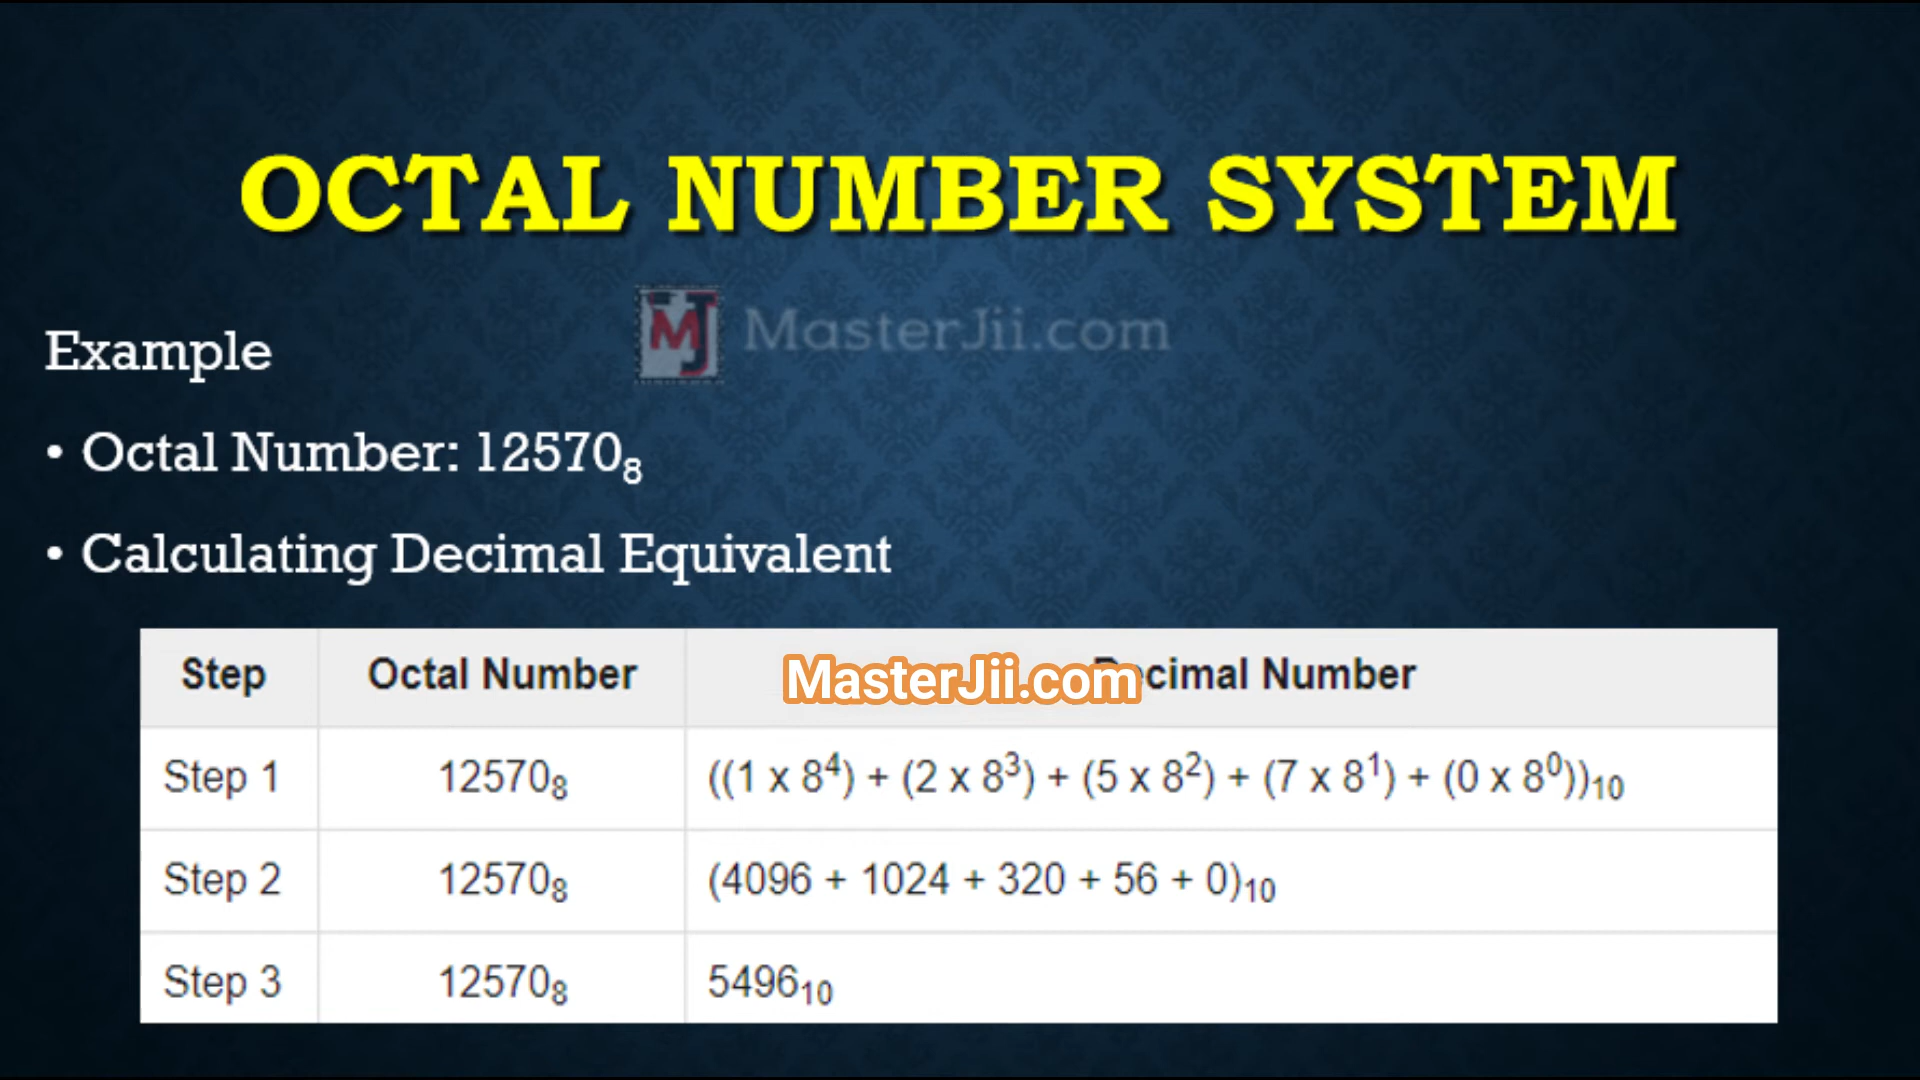 OCTAL NUMBER SYSTEM
MJ MasterJii.com
Example
• Octal Number: 12570₈
• Calculating Decimal Equivalent
Step Octal Number Decimal Number
MasterJii.com
Step 1 12570₈ ((1 x 8⁴) + (2 x 8³) + (5 x 8²) + (7 x 8¹) + (0 x 8⁰))₁₀
Step 2 12570₈ (4096 + 1024 + 320 + 56 + 0)₁₀
Step 3 12570₈ 5496₁₀